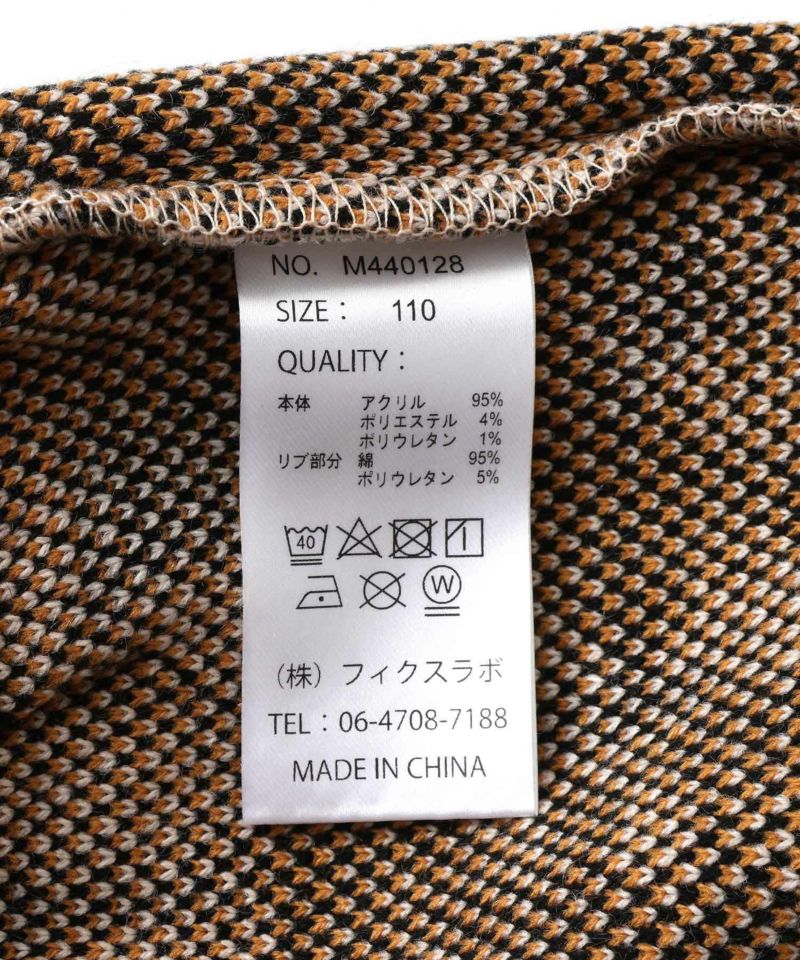 NO. M440128
SIZE： 110
QUALITY：
本体 アクリル 95%
ポリエステル 4%
ポリウレタン 1%
リブ部分 綿 95%
ポリウレタン 5%
40
W
（株）フィクスラボ
TEL：06-4708-7188
MADE IN CHINA